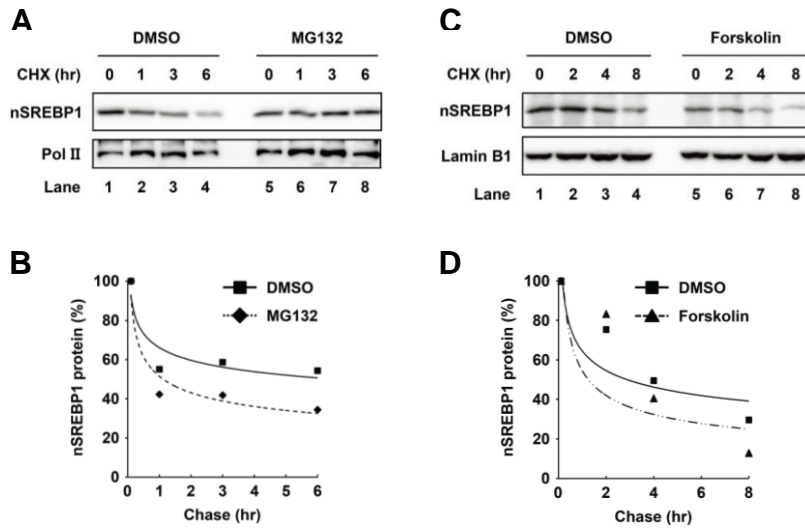 A
DMSO MG132
CHX (hr) 0 1 3 6 0 1 3 6
nSREBP1
Pol II
Lane 1 2 3 4 5 6 7 8
C
DMSO Forskolin
CHX (hr) 0 2 4 8 0 2 4 8
nSREBP1
Lamin B1
Lane 1 2 3 4 5 6 7 8
B
nSREBP1 protein (%)
100
80
60
40
20
0
0 1 2 3 4 5 6
Chase (hr)
DMSO
MG132
D
nSREBP1 protein (%)
100
80
60
40
20
0
0 2 4 6 8
Chase (hr)
DMSO
Forskolin